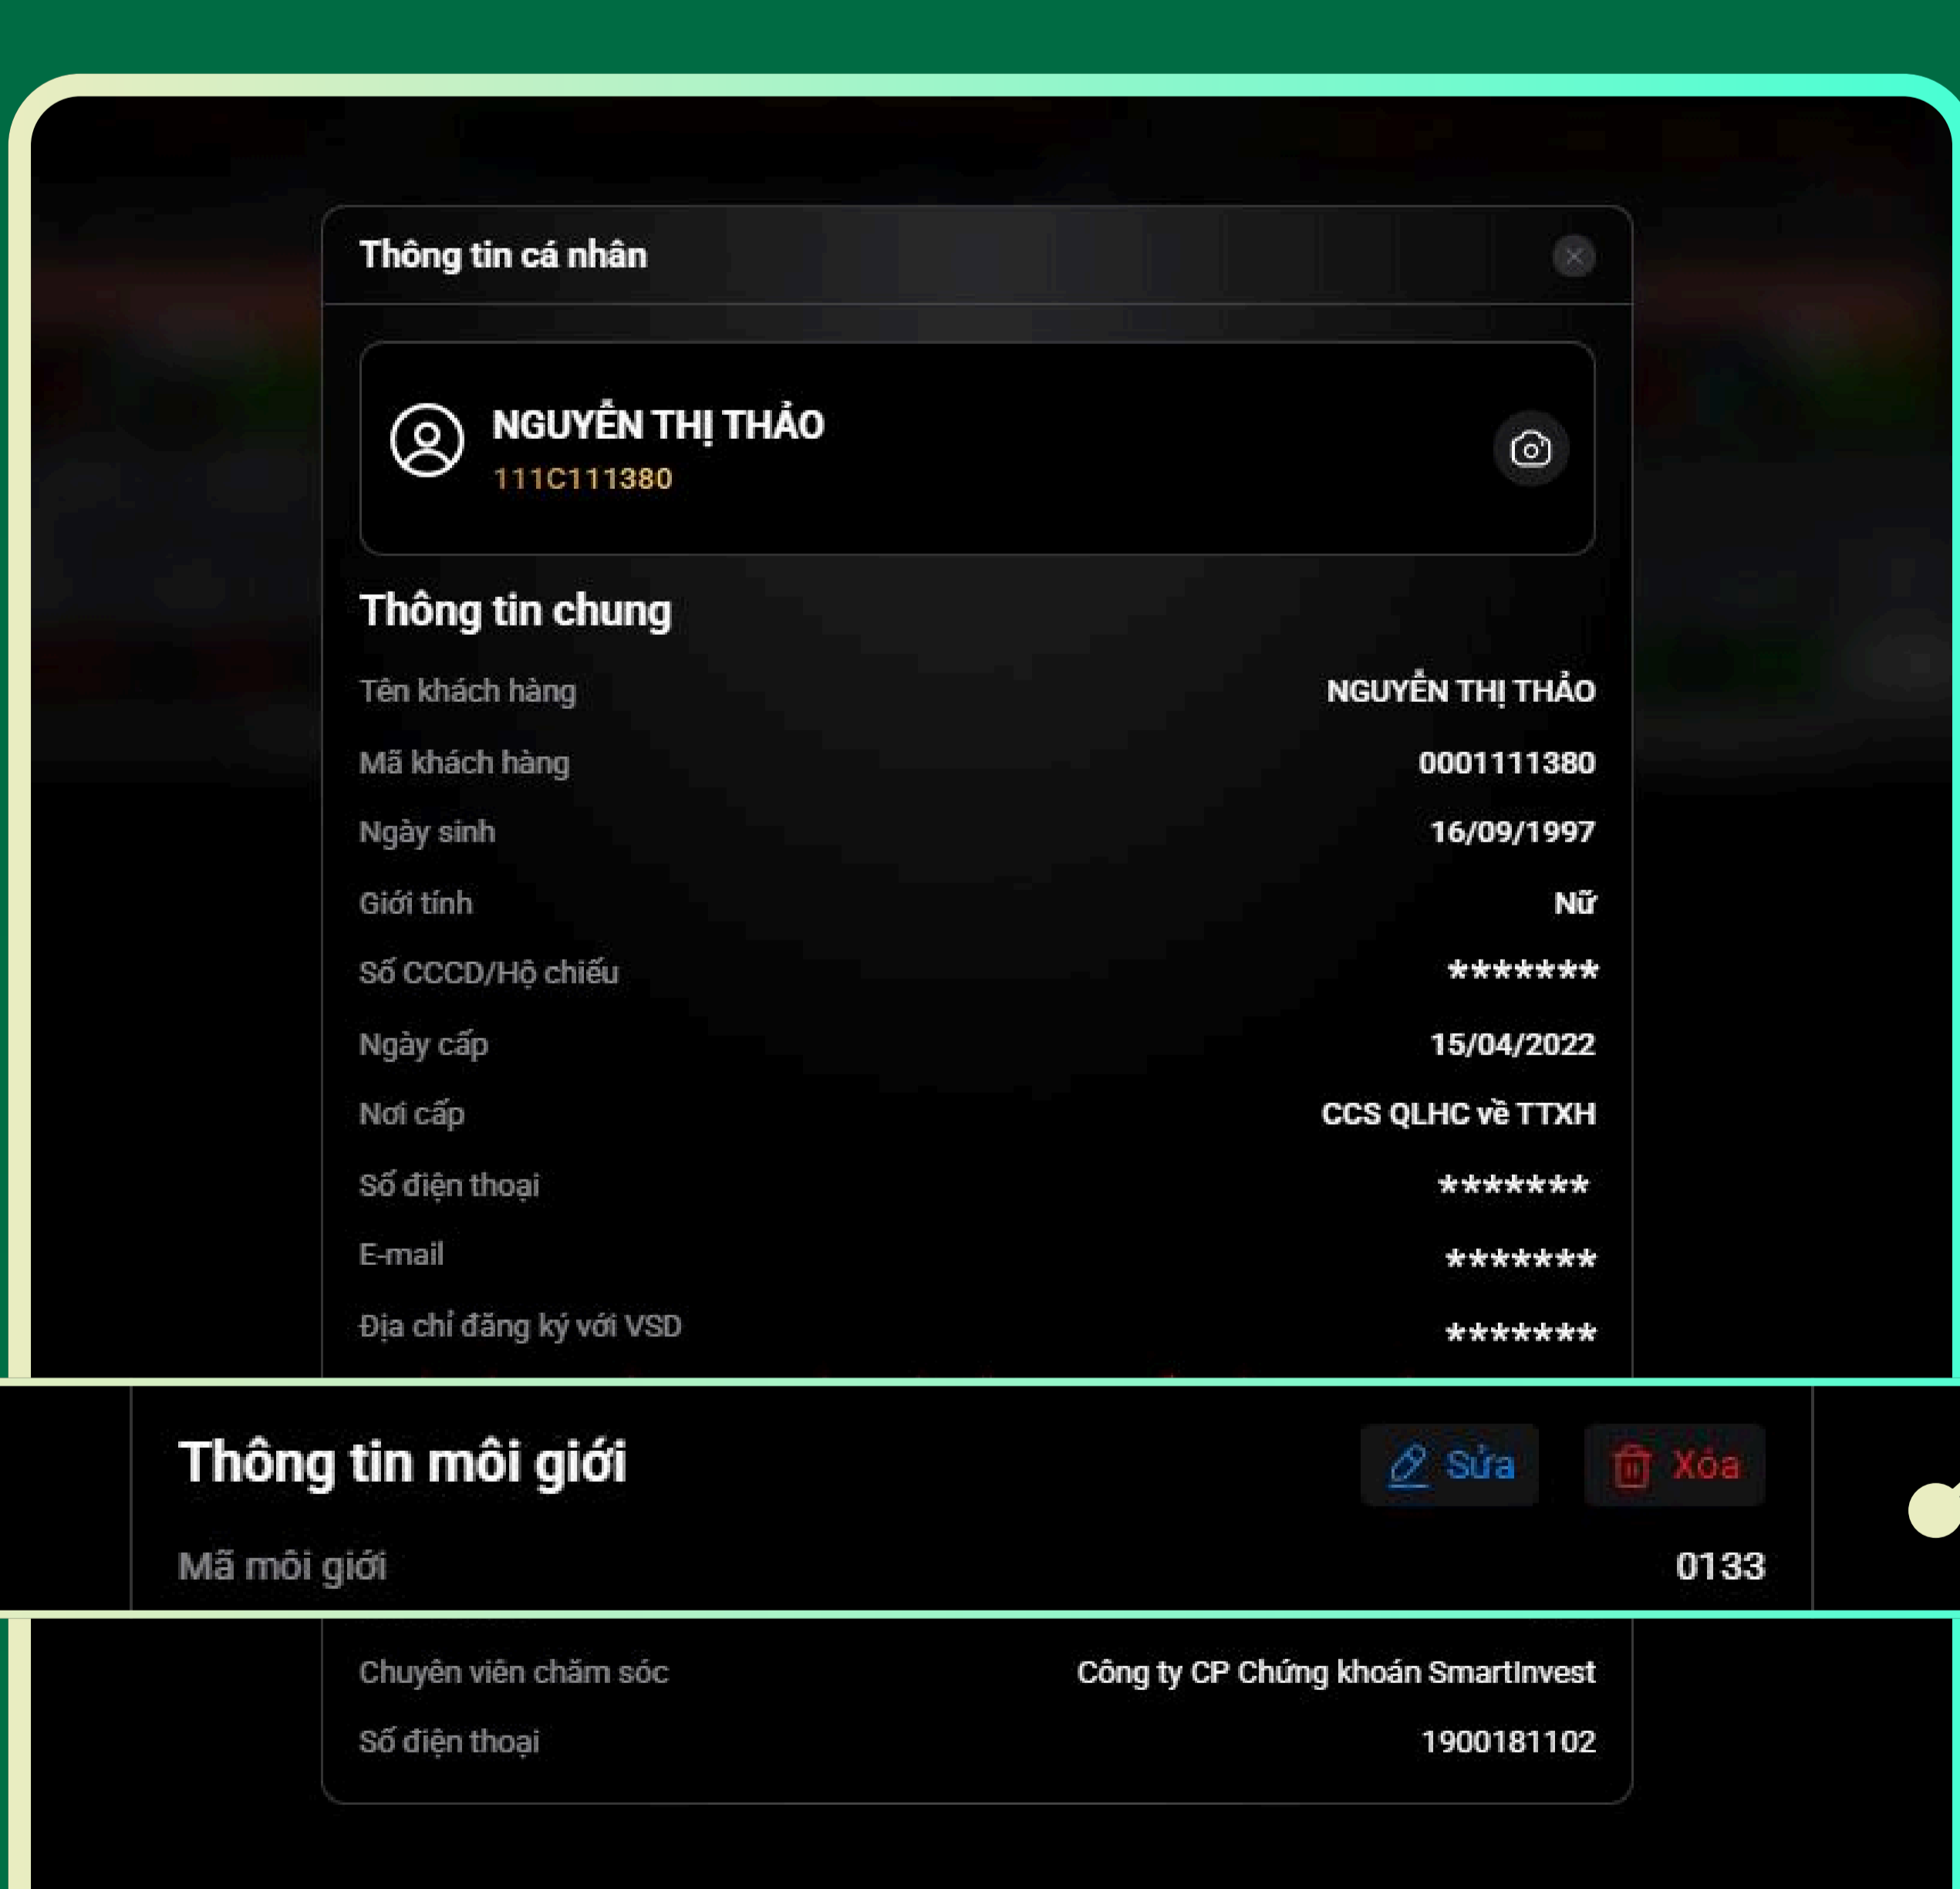 Thông tin cá nhân
NGUYỄN THỊ THẢO
111C111380
Thông tin chung
Tên khách hàng NGUYỄN THỊ THẢO
Mã khách hàng 0001111380
Ngày sinh 16/09/1997
Giới tính Nữ
Số CCCD/Hộ chiếu *******
Ngày cấp 15/04/2022
Nơi cấp CCS QLHC về TTXH
Số điện thoại *******
E-mail *******
Địa chỉ đăng ký với VSD *******
Thông tin môi giới Sửa Xóa
Mã môi giới 0133
Chuyên viên chăm sóc Công ty CP Chứng khoán SmartInvest
Số điện thoại 1900181102